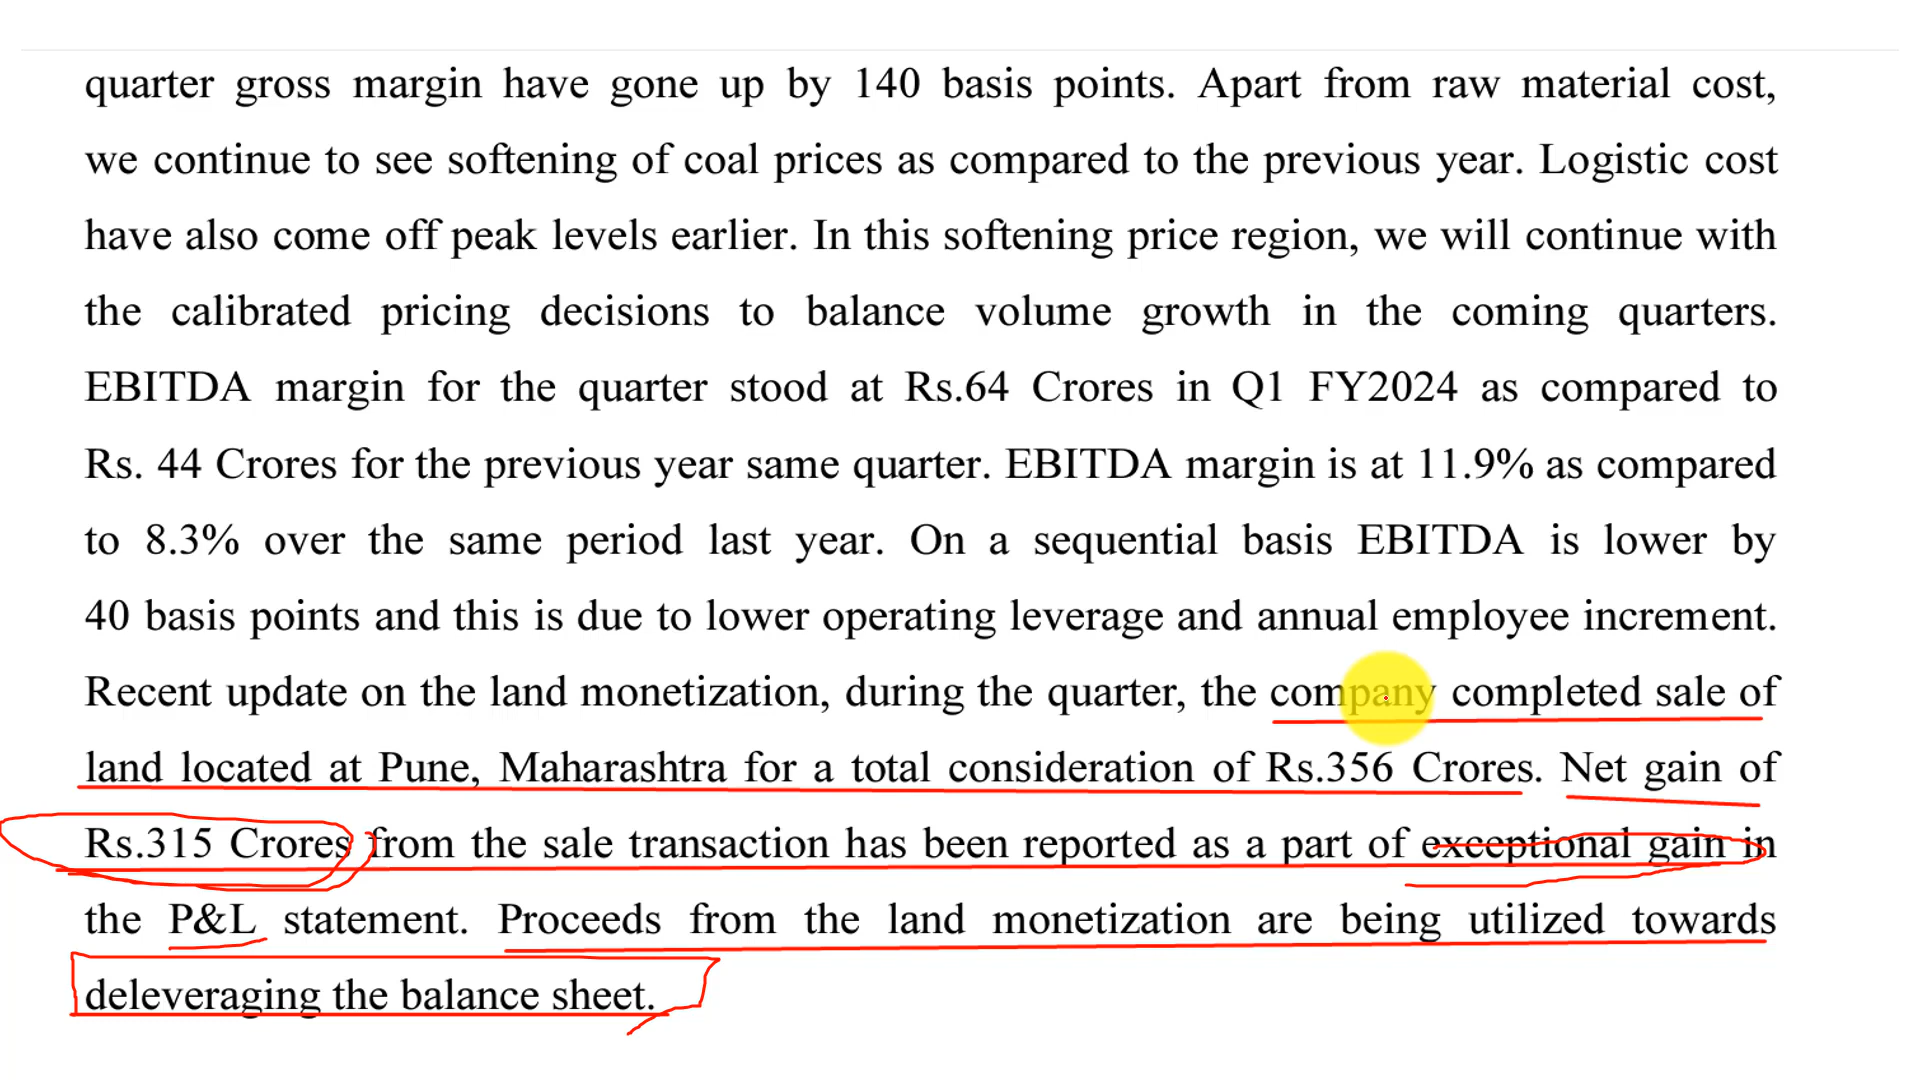 quarter gross margin have gone up by 140 basis points. Apart from raw material cost,
we continue to see softening of coal prices as compared to the previous year. Logistic cost
have also come off peak levels earlier. In this softening price region, we will continue with
the calibrated pricing decisions to balance volume growth in the coming quarters.
EBITDA margin for the quarter stood at Rs.64 Crores in Q1 FY2024 as compared to
Rs. 44 Crores for the previous year same quarter. EBITDA margin is at 11.9% as compared
to 8.3% over the same period last year. On a sequential basis EBITDA is lower by
40 basis points and this is due to lower operating leverage and annual employee increment.
Recent update on the land monetization, during the quarter, the company completed sale of
land located at Pune, Maharashtra for a total consideration of Rs.356 Crores. Net gain of
Rs.315 Crores from the sale transaction has been reported as a part of exceptional gain in
the P&L statement. Proceeds from the land monetization are being utilized towards
deleveraging the balance sheet.